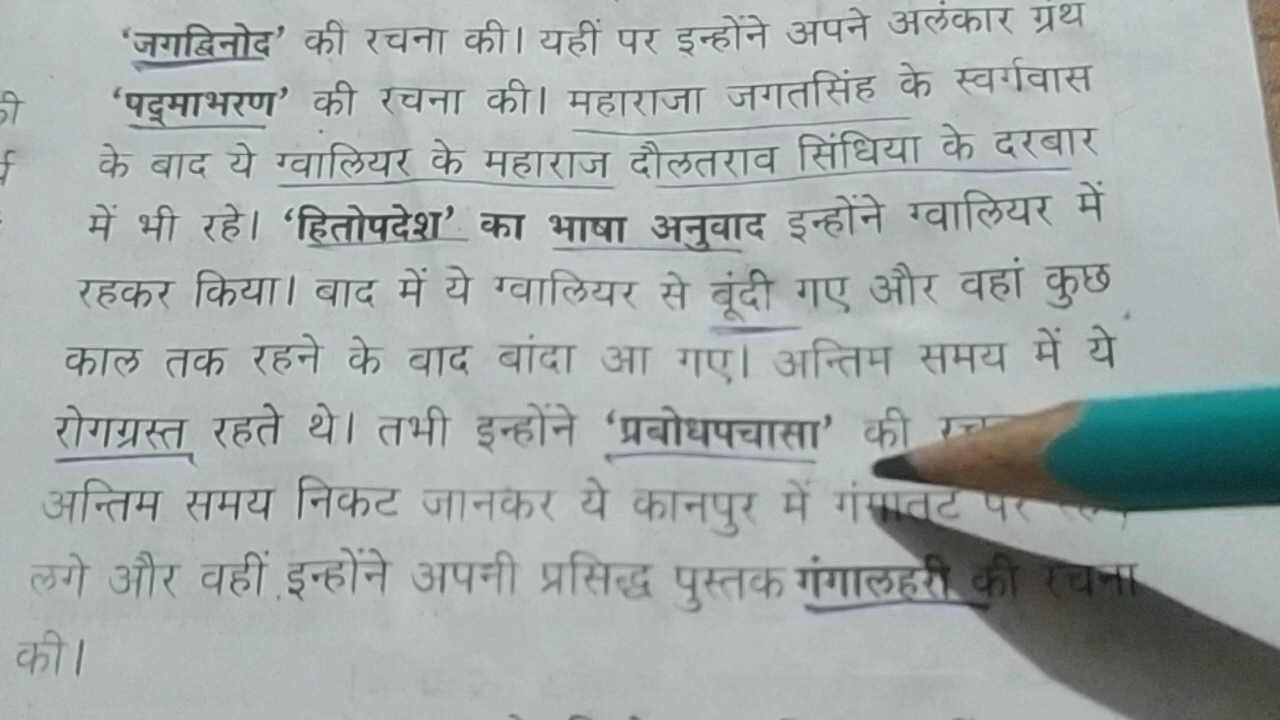 'जगद्विनोद' की रचना की। यहीं पर इन्होंने अपने अलंकार ग्रंथ
'पद्माभरण' की रचना की। महाराजा जगतसिंह के स्वर्गवास
के बाद ये ग्वालियर के महाराज दौलतराव सिंधिया के दरबार
में भी रहे। 'हितोपदेश' का भाषा अनुवाद इन्होंने ग्वालियर में
रहकर किया। बाद में ये ग्वालियर से बूंदी गए और वहां कुछ
काल तक रहने के बाद बांदा आ गए। अन्तिम समय में ये
रोगग्रस्त रहते थे। तभी इन्होंने 'प्रबोधपचासा' की
अन्तिम समय निकट जानकर ये कानपुर में गंगातट पर
लगे और वहीं इन्होंने अपनी प्रसिद्ध पुस्तक गंगालहरी की रचना
की।